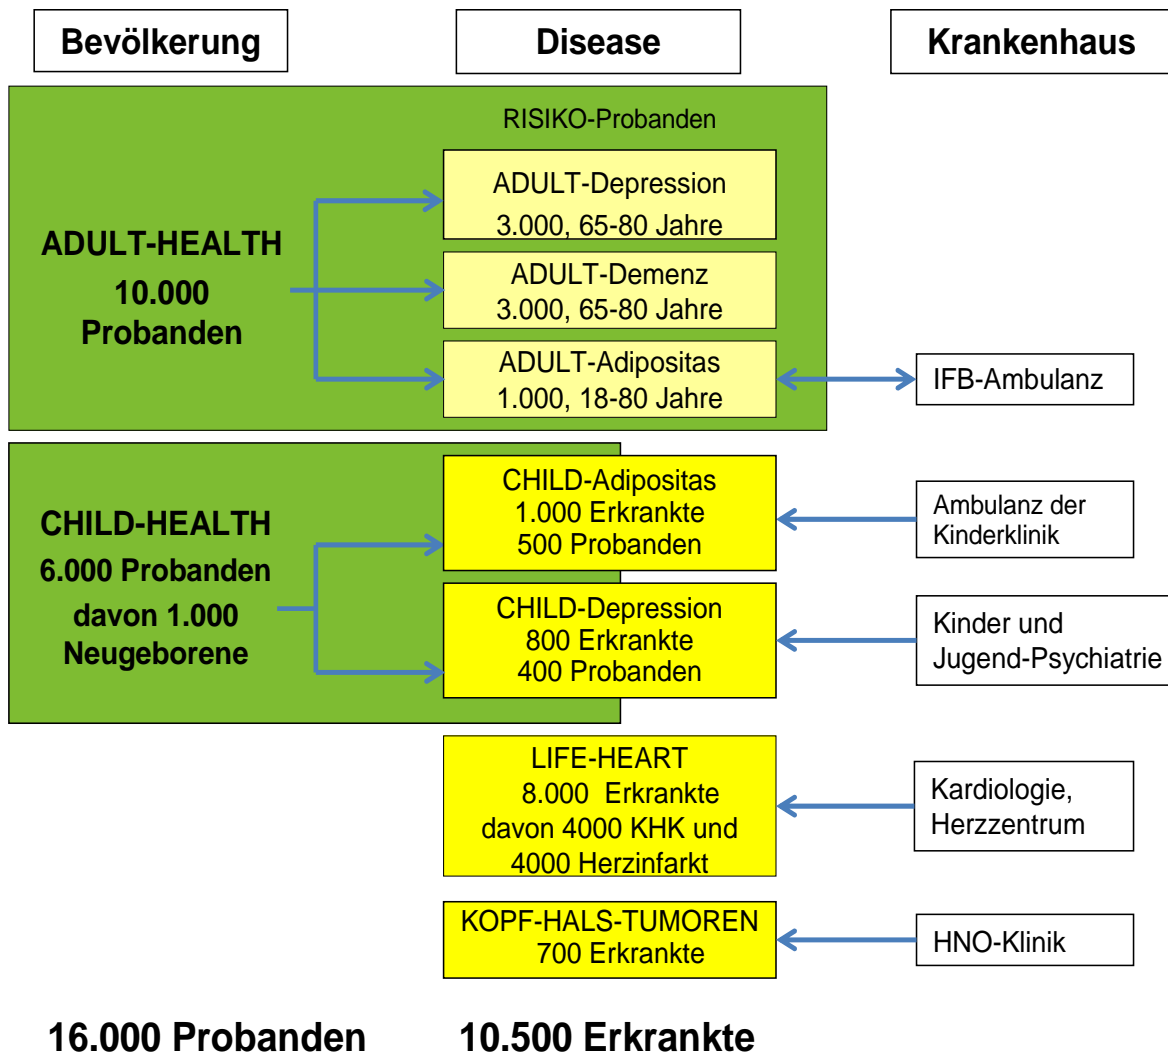 Bevölkerung
Disease
Krankenhaus
RISIKO-Probanden
ADULT-HEALTH
10.000
Probanden
ADULT-Depression
3.000, 65-80 Jahre
ADULT-Demenz
3.000, 65-80 Jahre
ADULT-Adipositas
1.000, 18-80 Jahre
IFB-Ambulanz
CHILD-HEALTH
6.000 Probanden
davon 1.000
Neugeborene
CHILD-Adipositas
1.000 Erkrankte
500 Probanden
Ambulanz der
Kinderklinik
CHILD-Depression
800 Erkrankte
400 Probanden
Kinder und
Jugend-Psychiatrie
LIFE-HEART
8.000 Erkrankte
davon 4000 KHK und
4000 Herzinfarkt
Kardiologie,
Herzzentrum
KOPF-HALS-TUMOREN
700 Erkrankte
HNO-Klinik
16.000 Probanden
10.500 Erkrankte